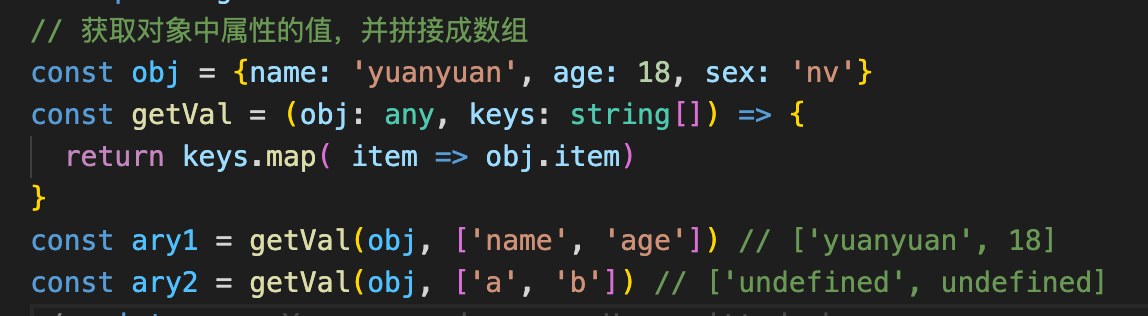 // 获取对象中属性的值，并拼接成数组
const obj = {name: 'yuanyuan', age: 18, sex: 'nv'}
const getVal = (obj: any, keys: string[]) => {
return keys.map( item => obj.item)
}
const ary1 = getVal(obj, ['name', 'age']) // ['yuanyuan', 18]
const ary2 = getVal(obj, ['a', 'b']) // ['undefined', undefined]